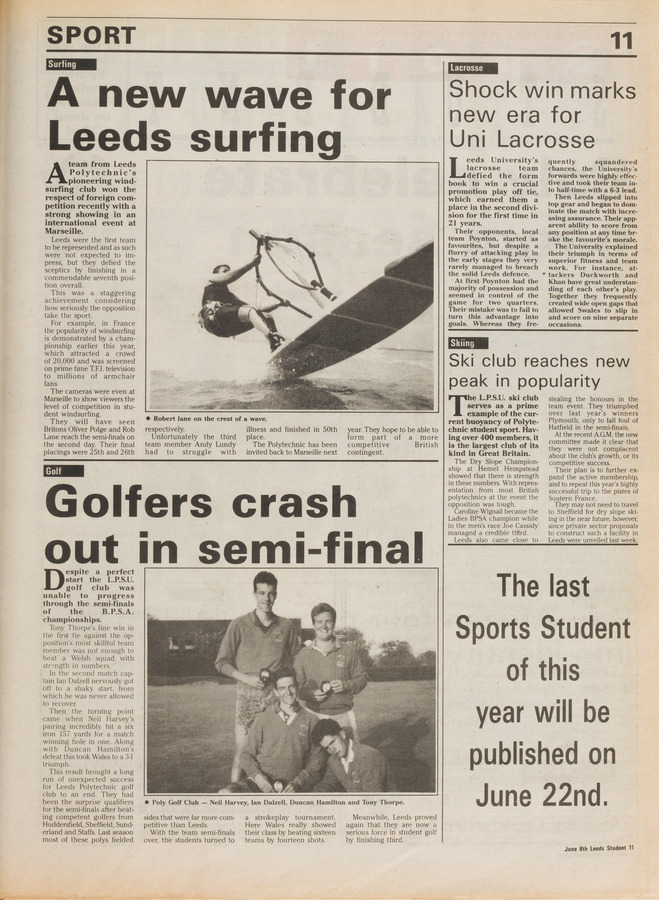 SPORT
11
Surfing
A new wave for
Leeds surfing
A team from Leeds
Polytechnic's
pioneering wind-
surfing club won the
respect of foreign com-
petition recently with a
strong showing in an
international event at
Marseille.
Leeds were the first team
to be represented and as such
were not expected to im-
press, but they defied the
sceptics by finishing in a
commendable seventh posi-
tion overall.
This was a staggering
achievement considering
how seriously the opposition
take the sport.
For example, in France
the popularity of windsurfing
is demonstrated by a cham-
pionship earlier this year,
which attracted a crowd
of 20,000 and was screened
on prime time T.F.I. television
to millions of armchair
fans.
The cameras were even at
Marseille to show viewers the
level of competition in stu-
dent windsurfing.
They will have seen
Britons Oliver Polge and Rob
Lane reach the semi-finals on
the second day. Their final
placings were 25th and 26th
• Robert lane on the crest of a wave.
respectively.
Unfortunately the third
team member Andy Lundy
had to struggle with
illness and finished in 50th
place.
The Polytechnic has been
invited back to Marseille next
year. They hope to be able to
form part of a more
competitive British
contingent.
Golf
Golfers crash
out in semi-final
Despite a perfect
start the L.P.S.U.
golf club was
unable to progress
through the semi-finals
of the B.P.S.A.
championships.
Tony Thorpe's fine win in
the first tie against the op-
position's most skillful team
member was not enough to
beat a Welsh squad with
strength in numbers.
In the second match cap-
tain Ian Dalzell nervously got
off to a shaky start, from
which he was never allowed
to recover.
Then the turning point
came when Neil Harvey's
pairing incredibly hit a six
iron 157 yards for a match
winning hole in one. Along
with Duncan Hamilton's
defeat this took Wales to a 3-1
triumph.
This result brought a long
run of unexpected success
for Leeds Polytechnic golf
club to an end. They had
been the surprise qualifiers
for the semi-finals after beat-
ing competent golfers from
Huddersfield, Sheffield, Sund-
erland and Staffs. Last season
most of these polys fielded
• Poly Golf Club — Neil Harvey, Ian Dalzell, Duncan Hamilton and Tony Thorpe.
sides that were far more com-
petitive than Leeds.
With the team semi-finals
over, the students turned to
a strokeplay tournament.
Here Wales really showed
their class by beating sixteen
teams by fourteen shots.
Meanwhile, Leeds proved
again that they are now a
serious force in student golf
by finishing third.
Lacrosse
Shock win marks
new era for
Uni Lacrosse
Leeds University's
lacrosse team
defied the form
book to win a crucial
promotion play off tie,
which earned them a
place in the second divi-
sion for the first time in
21 years.
Their opponents, local
team Poynton, started as
favourites, but despite a
flurry of attacking play in
the early stages they very
rarely managed to breach
the solid Leeds defence.
At first Poynton had the
majority of possession and
seemed in control of the
game for two quarters.
Their mistake was to fail to
turn this advantage into
goals. Whereas they fre-
quently squandered
chances, the University's
forwards were highly effec-
tive and took their team in-
to half-time with a 6-3 lead.
Then Leeds slipped into
top gear and began to dom-
inate the match with incre-
asing assurance. Their app-
arent ability to score from
any position at any time br-
oke the favourite's morale.
The University explained
their triumph in terms of
superior fitness and team
work. For instance, at-
tackers Duckworth and
Khan have great understan-
ding of each other's play.
Together they frequently
created wide open gaps that
allowed Swales to slip in
and score on nine separate
occasions.
Skiing
Ski club reaches new
peak in popularity
The L.P.S.U. ski club
serves as a prime
example of the cur-
rent buoyancy of Polyte-
chnic student sport. Hav-
ing over 400 members, it
is the largest club of its
kind in Great Britain.
The Dry Slope Champion-
ship at Hemel Hempstead
showed that there is strength
in these numbers. With repres-
entation from most British
polytechnics at the event the
opposition was tough.
Caroline Wignall became the
Ladies BPSA champion while
in the men's race Joe Cassidy
managed a credible third.
Leeds also came close to
stealing the honours in the
team event. They triumphed
over last year's winners
Plymouth, only to fall foul of
Hatfield in the semi-finals.
At the recent A.G.M. the new
committee made it clear that
they were not complacent
about the club's growth, or its
competitive success.
Their plan is to further ex-
pand the active membership,
and to repeat this year's highly
successful trip to the pistes of
Soutern France.
They may not need to travel
to Sheffield for dry slope ski-
ing in the near future, however,
since private sector proposals
to construct such a facility in
Leeds were unveiled last week.
The last
Sports Student
of this
year will be
published on
June 22nd.
June 8th Leeds Student 11